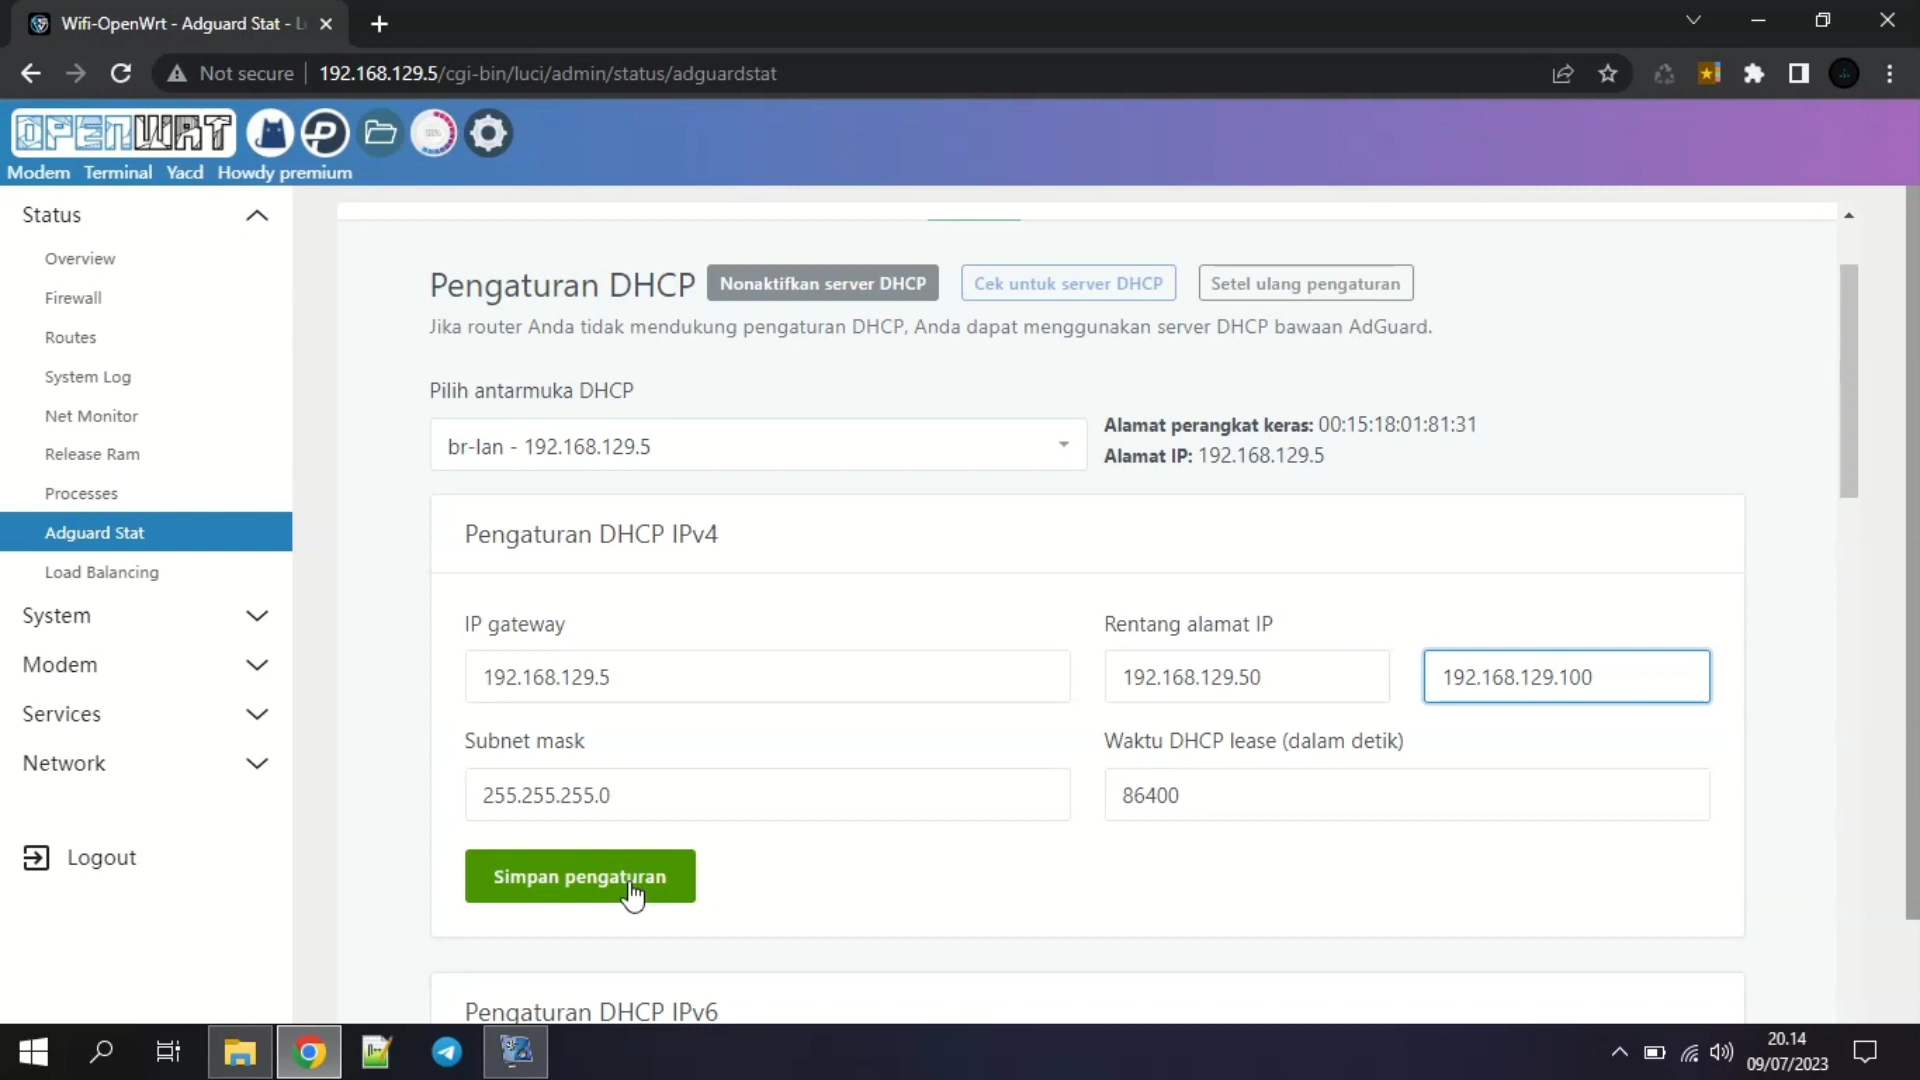 Wifi-OpenWrt - Adguard Stat - L
Not secure
192.168.129.5/cgi-bin/luci/admin/status/adguardstat
OPENWRT
Modem Terminal Yacd Howdy premium
Status
Overview
Firewall
Routes
System Log
Net Monitor
Release Ram
Processes
Adguard Stat
Load Balancing
System
Modem
Services
Network
Logout
Pengaturan DHCP
Nonaktifkan server DHCP
Cek untuk server DHCP
Setel ulang pengaturan
Jika router Anda tidak mendukung pengaturan DHCP, Anda dapat menggunakan server DHCP bawaan AdGuard.
Pilih antarmuka DHCP
br-lan - 192.168.129.5
Alamat perangkat keras: 00:15:18:01:81:31
Alamat IP: 192.168.129.5
Pengaturan DHCP IPv4
IP gateway
192.168.129.5
Rentang alamat IP
192.168.129.50
192.168.129.100
Subnet mask
255.255.255.0
Waktu DHCP lease (dalam detik)
86400
Simpan pengaturan
Pengaturan DHCP IPv6
20.14
09/07/2023